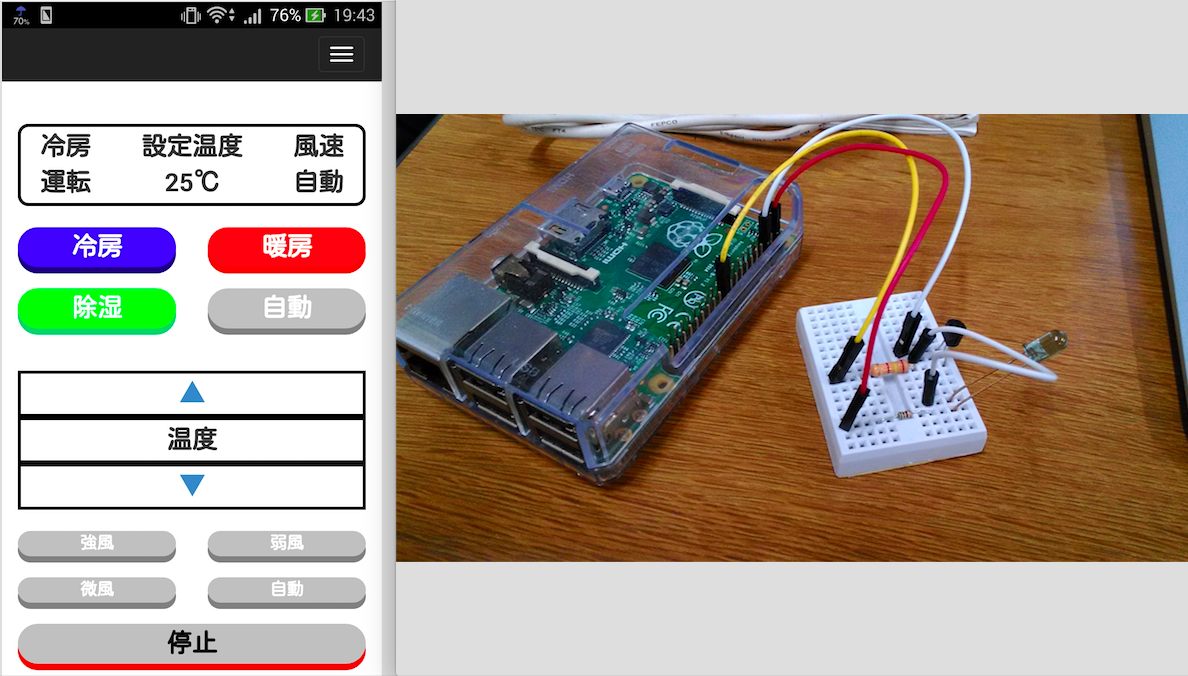 70%
76%
19:43
冷房 設定温度 風速
運転 25℃ 自動
冷房
暖房
除湿
自動
温度
強風
弱風
微風
自動
停止
FEPCO